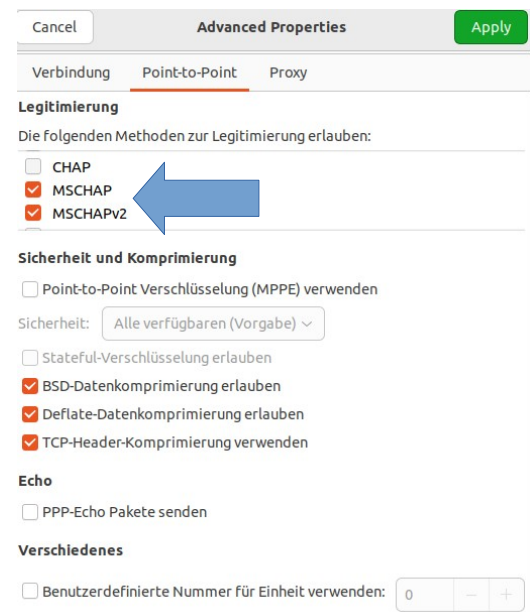 Cancel Advanced Properties Apply
Verbindung Point-to-Point Proxy
Legitimierung
Die folgenden Methoden zur Legitimierung erlauben:
CHAP
MSCHAP
MSCHAPv2
Sicherheit und Komprimierung
Point-to-Point Verschlüsselung (MPPE) verwenden
Sicherheit: Alle verfügbaren (Vorgabe)
Stateful-Verschlüsselung erlauben
BSD-Datenkomprimierung erlauben
Deflate-Datenkomprimierung erlauben
TCP-Header-Komprimierung verwenden
Echo
PPP-Echo Pakete senden
Verschiedenes
Benutzerdefinierte Nummer für Einheit verwenden: 0 − +